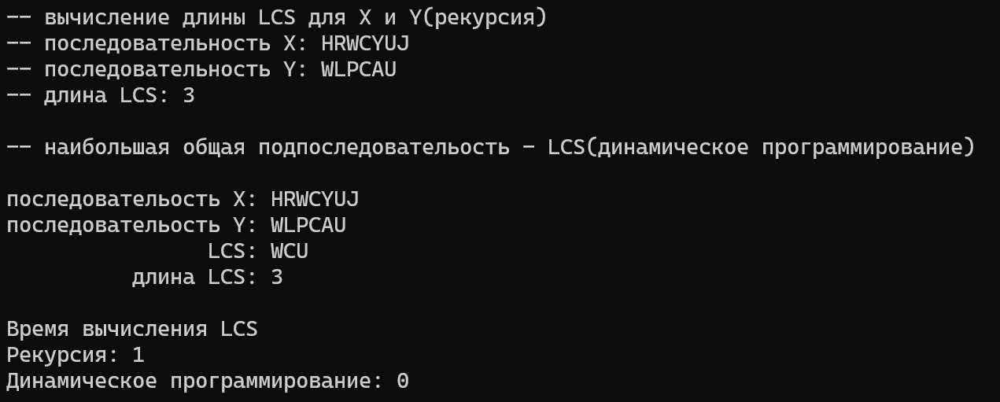 -- вычисление длины LCS для X и Y(рекурсия)
-- последовательность X: HRWCYUJ
-- последовательность Y: WLPCAU
-- длина LCS: 3
-- наибольшая общая подпоследовательость - LCS(динамическое программирование)
последовательость X: HRWCYUJ
последовательость Y: WLPCAU
LCS: WCU
длина LCS: 3
Время вычисления LCS
Рекурсия: 1
Динамическое программирование: 0